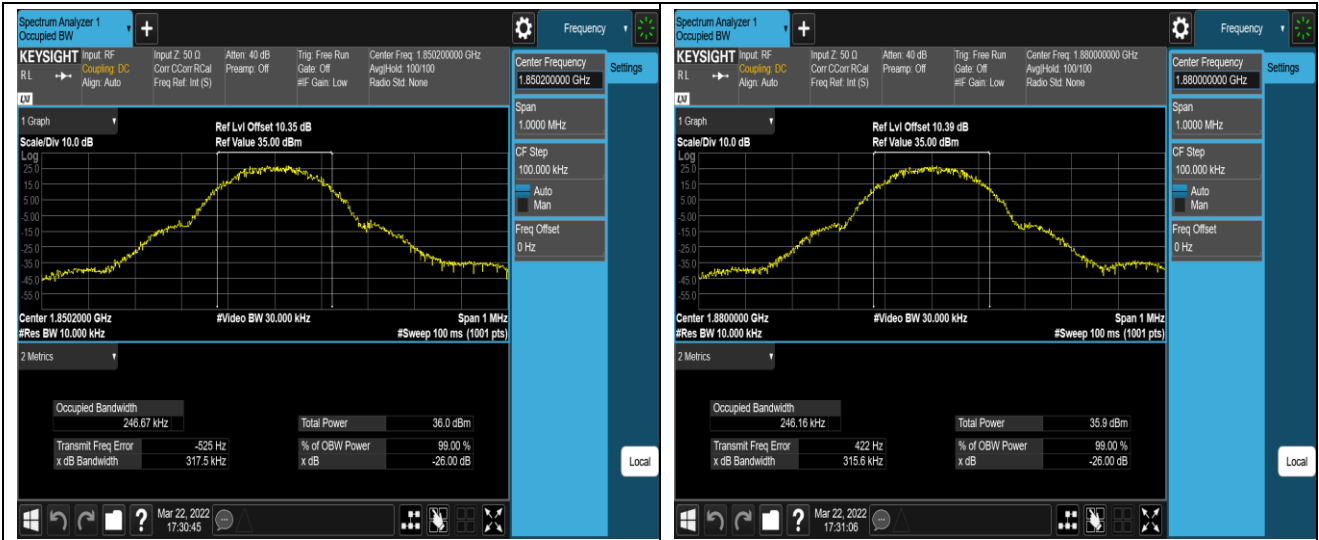 Spectrum Analyzer 1
Occupied BW
+
Frequency
KEYSIGHT Input: RF Input Z: 50 Ω Atten: 40 dB Trig: Free Run Center Freq: 1.850200000 GHz
RL Coupling: DC Corr CCorr RCal Preamp: Off Gate: Off Avg|Hold: 100/100
Align: Auto Freq Ref: Int (S) #IF Gain: Low Radio Std: None
LXI
Center Frequency
1.850200000 GHz
Settings
Span
1.0000 MHz
CF Step
100.000 kHz
Auto
Man
Freq Offset
0 Hz
Local
1 Graph
Ref Lvl Offset 10.35 dB
Scale/Div 10.0 dB Ref Value 35.00 dBm
Log
25.0
15.0
5.00
-5.00
-15.0
-25.0
-35.0
-45.0
-55.0
Center 1.8502000 GHz #Video BW 30.000 kHz Span 1 MHz
#Res BW 10.000 kHz #Sweep 100 ms (1001 pts)
2 Metrics
Occupied Bandwidth
246.67 kHz Total Power 36.0 dBm
Transmit Freq Error -525 Hz % of OBW Power 99.00 %
x dB Bandwidth 317.5 kHz x dB -26.00 dB
? Mar 22, 2022
17:30:45
Spectrum Analyzer 1
Occupied BW
+
Frequency
KEYSIGHT Input: RF Input Z: 50 Ω Atten: 40 dB Trig: Free Run Center Freq: 1.880000000 GHz
RL Coupling: DC Corr CCorr RCal Preamp: Off Gate: Off Avg|Hold: 100/100
Align: Auto Freq Ref: Int (S) #IF Gain: Low Radio Std: None
LXI
Center Frequency
1.880000000 GHz
Settings
Span
1.0000 MHz
CF Step
100.000 kHz
Auto
Man
Freq Offset
0 Hz
Local
1 Graph
Ref Lvl Offset 10.39 dB
Scale/Div 10.0 dB Ref Value 35.00 dBm
Log
25.0
15.0
5.00
-5.00
-15.0
-25.0
-35.0
-45.0
-55.0
Center 1.8800000 GHz #Video BW 30.000 kHz Span 1 MHz
#Res BW 10.000 kHz #Sweep 100 ms (1001 pts)
2 Metrics
Occupied Bandwidth
246.16 kHz Total Power 35.9 dBm
Transmit Freq Error 422 Hz % of OBW Power 99.00 %
x dB Bandwidth 315.6 kHz x dB -26.00 dB
? Mar 22, 2022
17:31:06